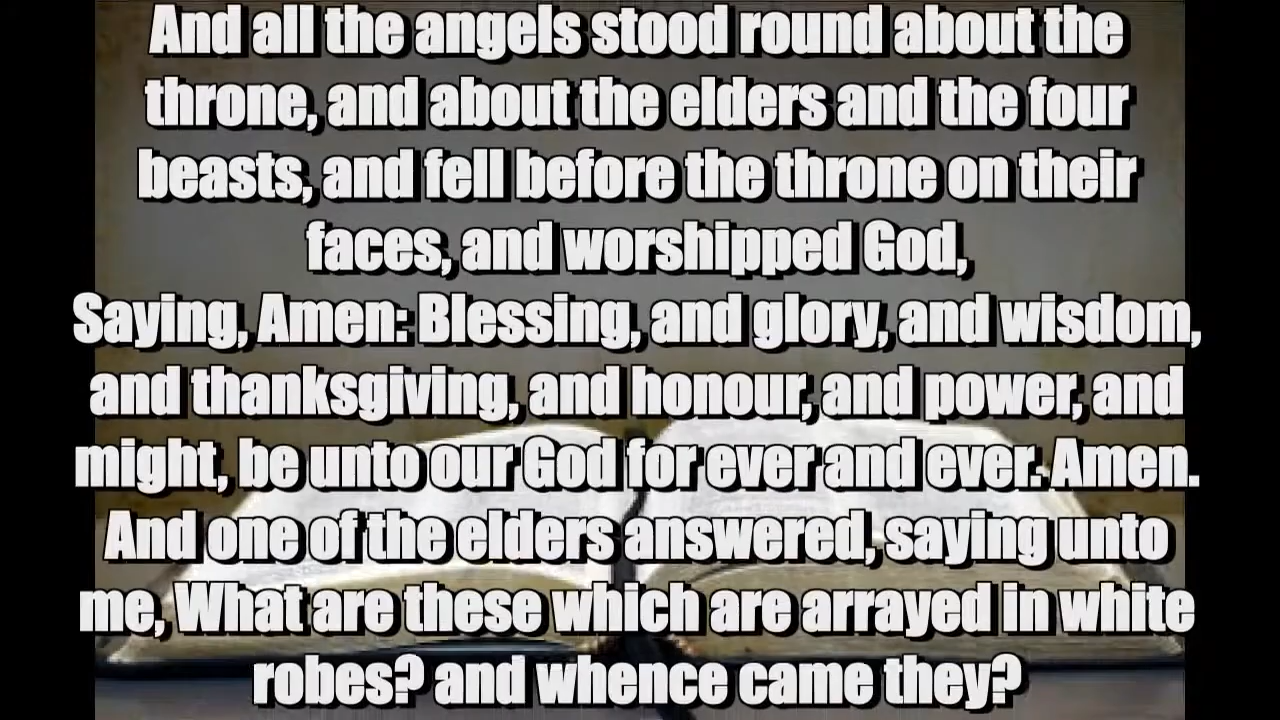 And all the angels stood round about the
throne, and about the elders and the four
beasts, and fell before the throne on their
faces, and worshipped God,
Saying, Amen: Blessing, and glory, and wisdom,
and thanksgiving, and honour, and power, and
might, be unto our God for ever and ever. Amen.
And one of the elders answered, saying unto
me, What are these which are arrayed in white
robes? and whence came they?